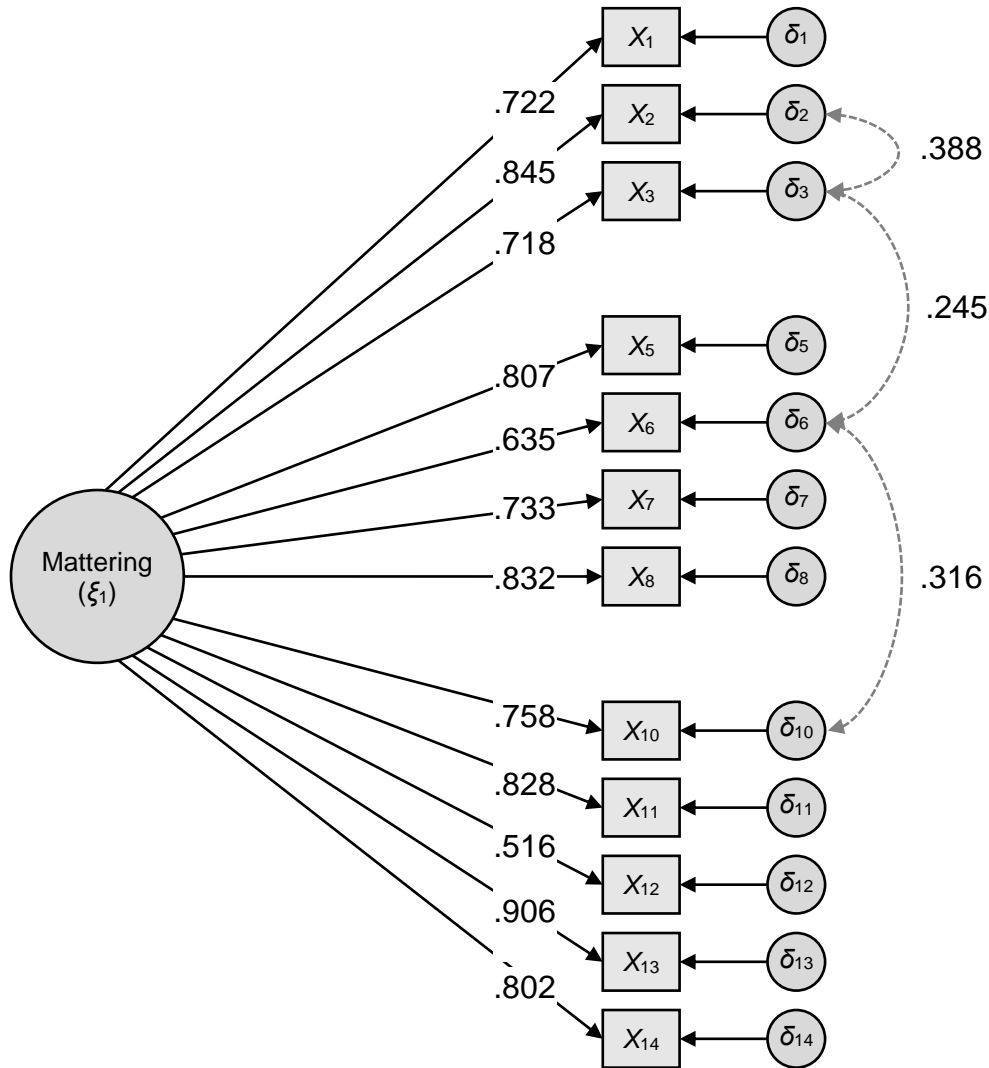 X1 δ1
.722
X2 δ2
.388
.845
X3 δ3
.718
.245
X5 δ5
.807
X6 δ6
.635
X7 δ7
.733
Mattering
(ξ1)
X8 δ8
.832
.316
.758
X10 δ10
.828
X11 δ11
.516
X12 δ12
.906
X13 δ13
.802
X14 δ14